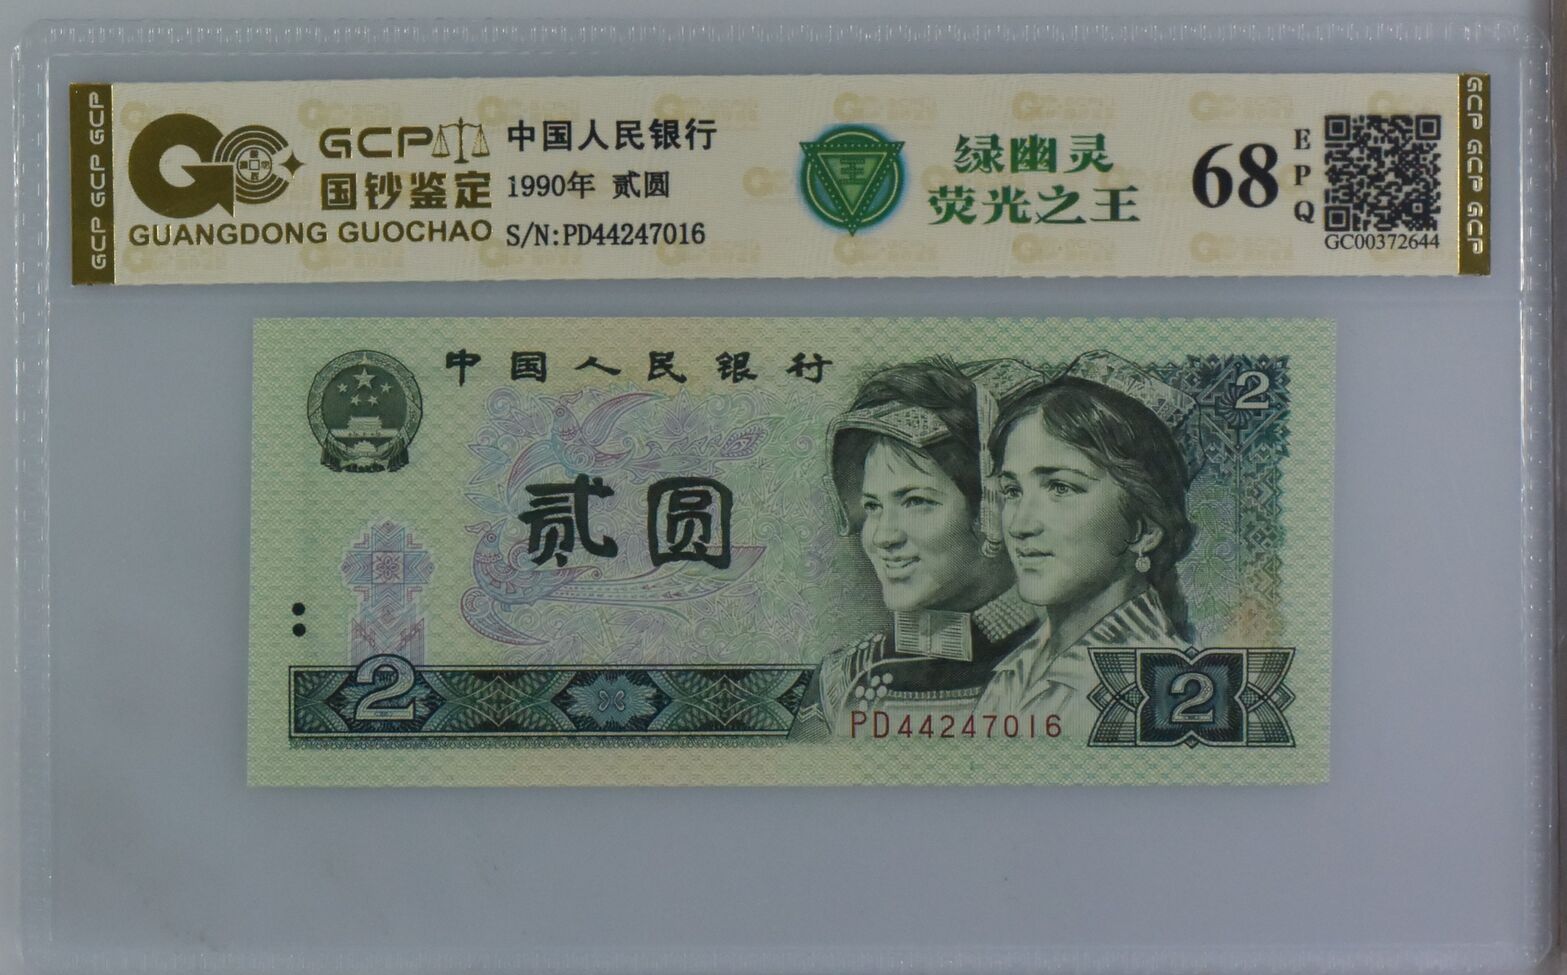 GCP GCP GCP
GCP
国钞鉴定
GUANGDONG GUOCHAO
中国人民银行
1990年 贰圆
S/N:PD44247016
王
绿幽灵
荧光之王
68
EPQ
GC00372644
GCP GCP GCP
中国人民银行
2
贰圆
2
PD44247016
2